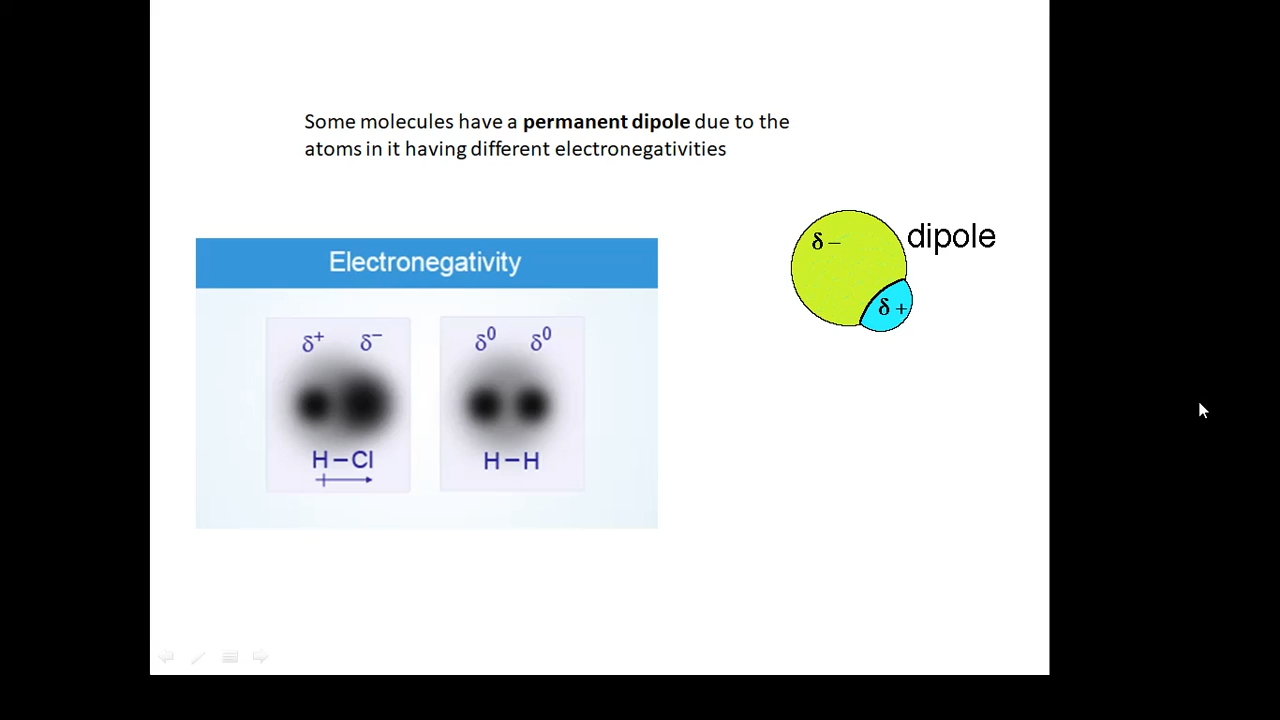 Some molecules have a permanent dipole due to the
atoms in it having different electronegativities
δ− dipole
δ+
Electronegativity
δ⁺ δ⁻ δ⁰ δ⁰
H−Cl H−H